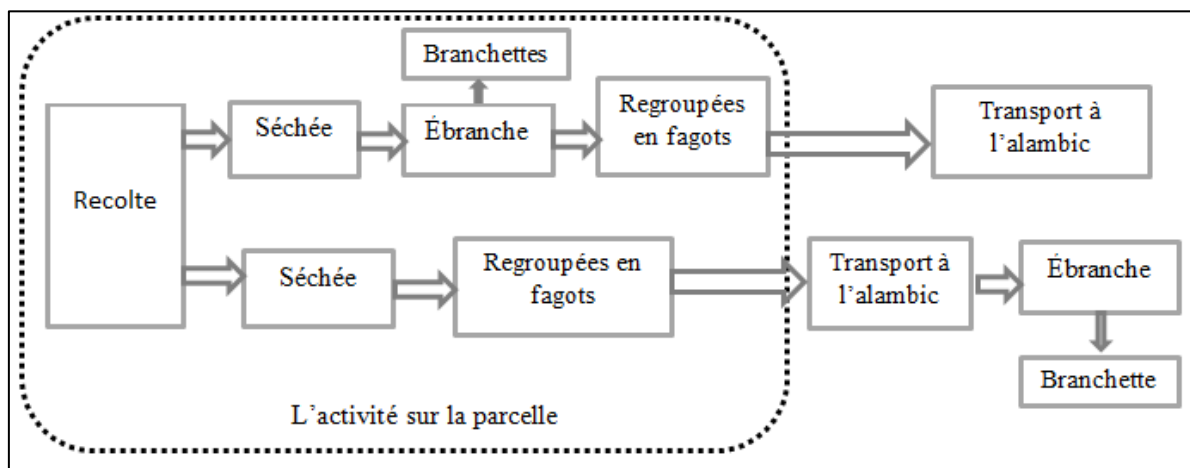 Branchettes
Recolte
Séchée
Ébranche
Regroupées
en fagots
Transport à
l'alambic
Séchée
Regroupées en
fagots
Transport à
l'alambic
Ébranche
Branchette
L'activité sur la parcelle